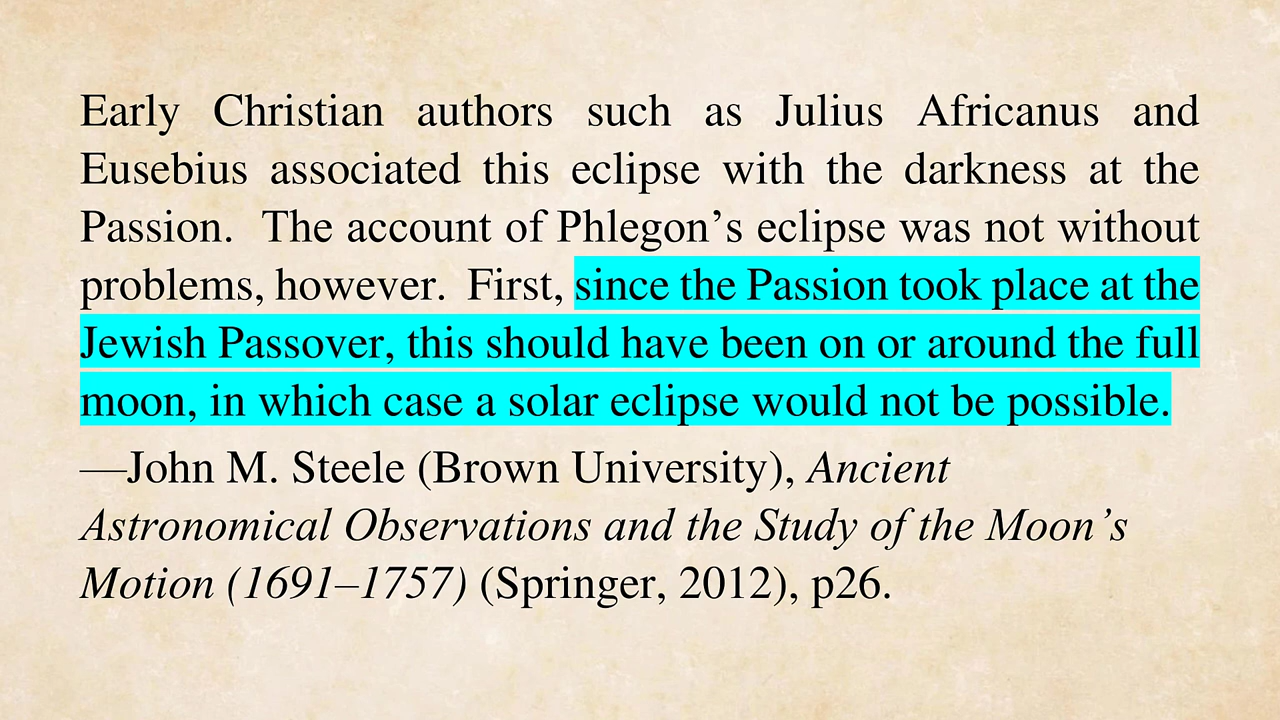 Early Christian authors such as Julius Africanus and
Eusebius associated this eclipse with the darkness at the
Passion. The account of Phlegon’s eclipse was not without
problems, however. First, since the Passion took place at the
Jewish Passover, this should have been on or around the full
moon, in which case a solar eclipse would not be possible.
—John M. Steele (Brown University), Ancient
Astronomical Observations and the Study of the Moon’s
Motion (1691–1757) (Springer, 2012), p26.